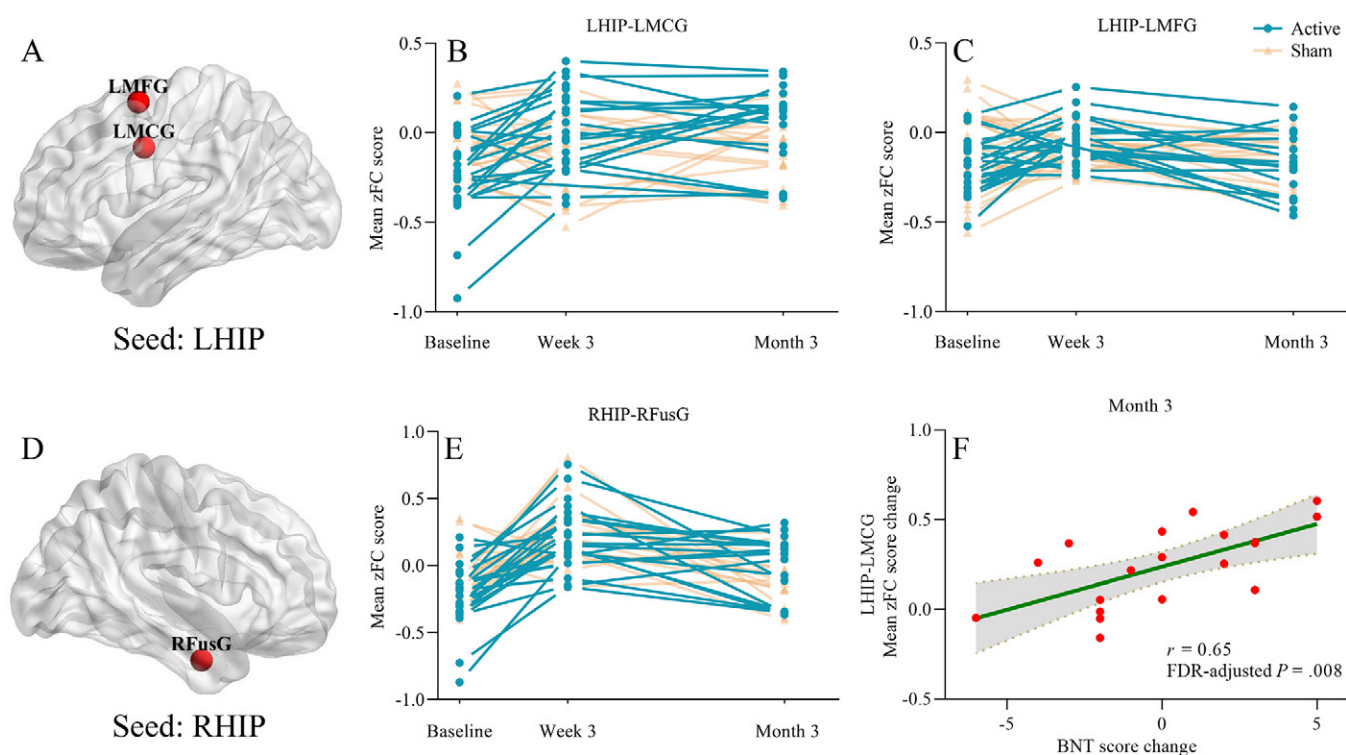 A
LMFG
LMCG
Seed: LHIP
B
LHIP-LMCG
Mean zFC score
0.5
0.0
-0.5
-1.0
Baseline
Week 3
Month 3
C
LHIP-LMFG
Active
Sham
Mean zFC score
0.5
0.0
-0.5
-1.0
Baseline
Week 3
Month 3
D
RFusG
Seed: RHIP
E
RHIP-RFusG
Mean zFC score
1.0
0.5
0.0
-0.5
-1.0
Baseline
Week 3
Month 3
F
Month 3
LHIP-LMCG
Mean zFC score change
1.0
0.5
0.0
-0.5
r = 0.65
FDR-adjusted P = .008
-5
0
5
BNT score change